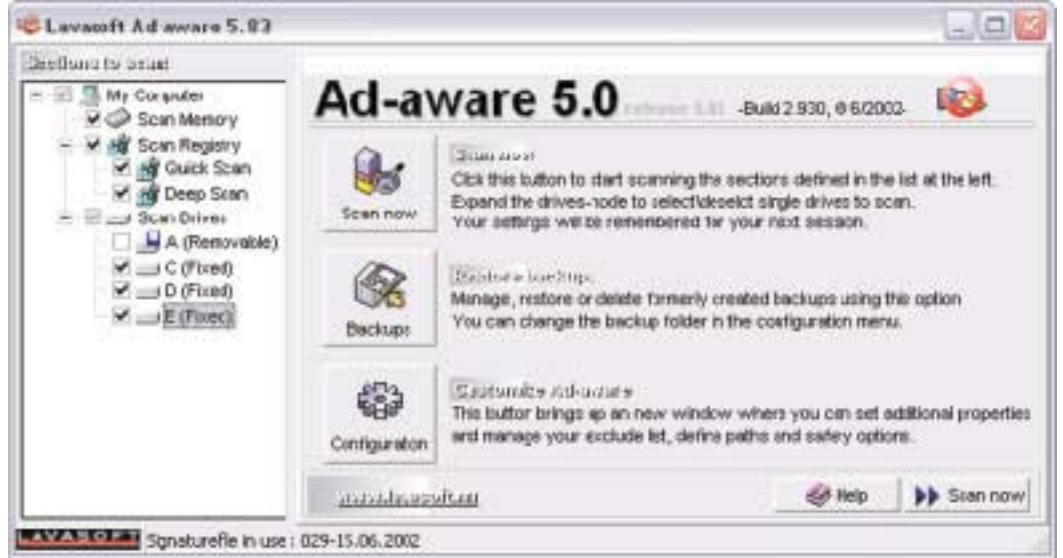 Lavasoft Ad aware 5.83
Sections to scan
My Computer
Scan Memory
Scan Registry
Quick Scan
Deep Scan
Scan Drives
A (Removable)
C (Fixed)
D (Fixed)
E (Fixed)
Ad-aware 5.0
-Build 2.930, © 6/2002-
Scan now
Scan now
Click this button to start scanning the sections defined in the list at the left.
Expand the drives-node to select\deselct single drives to scan.
Your settings will be remembered for your next session.
Backups
Manage, restore or delete formerly created backups using this option
You can change the backup folder in the configuration menu.
Configuration
Customize Ad-aware
This button brings up an new window where you can set additional properties
and manage your exclude list, define paths and safety options.
Help
Scan now
LAVASOFT Signaturefile in use : 029-15.06.2002